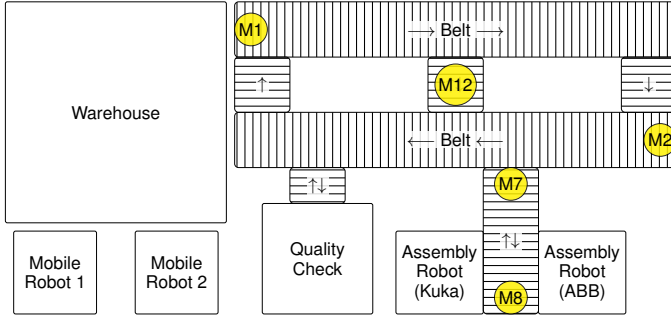 M1
→ Belt →
↑
M12
↓
Warehouse
← Belt ←
M2
↑↓
M7
Mobile
Robot 1
Mobile
Robot 2
Quality
Check
Assembly
Robot
(Kuka)
↑↓
M8
Assembly
Robot
(ABB)